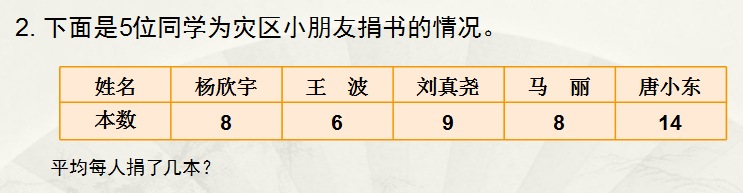 2. 下面是5位同学为灾区小朋友捐书的情况。
姓名 杨欣宇 王 波 刘真尧 马 丽 唐小东
本数 8 6 9 8 14
平均每人捐了几本?